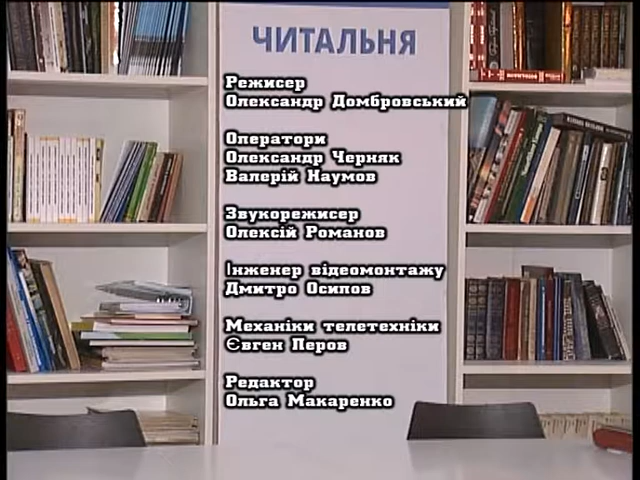 ЧИТАЛЬНЯ
Режисер
Олександр Домбровський
Оператори
Олександр Черняк
Валерій Наумов
Звукорежисер
Олексій Романов
Інженер відеомонтажу
Дмитро Осипов
Механіки телетехніки
Євген Перов
Редактор
Ольга Макаренко